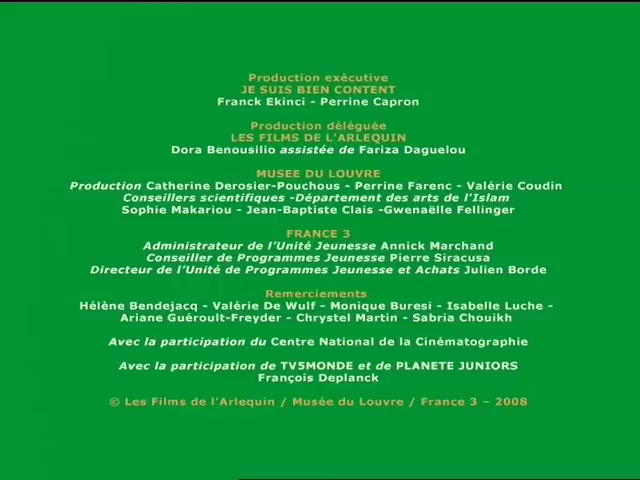 Production exécutive
JE SUIS BIEN CONTENT
Franck Ekinci - Perrine Capron
Production déléguée
LES FILMS DE L'ARLEQUIN
Dora Benousilio assistée de Fariza Daguelou
MUSEE DU LOUVRE
Production Catherine Derosier-Pouchous - Perrine Farenc - Valérie Coudin
Conseillers scientifiques -Département des arts de l'Islam
Sophie Makariou - Jean-Baptiste Clais -Gwenaëlle Fellinger
FRANCE 3
Administrateur de l'Unité Jeunesse Annick Marchand
Conseiller de Programmes Jeunesse Pierre Siracusa
Directeur de l'Unité de Programmes Jeunesse et Achats Julien Borde
Remerciements
Hélène Bendejacq - Valérie De Wulf - Monique Buresi - Isabelle Luche -
Ariane Guéroult-Freyder - Chrystel Martin - Sabria Chouikh
Avec la participation du Centre National de la Cinématographie
Avec la participation de TV5MONDE et de PLANETE JUNIORS
François Deplanck
© Les Films de l'Arlequin / Musée du Louvre / France 3 – 2008